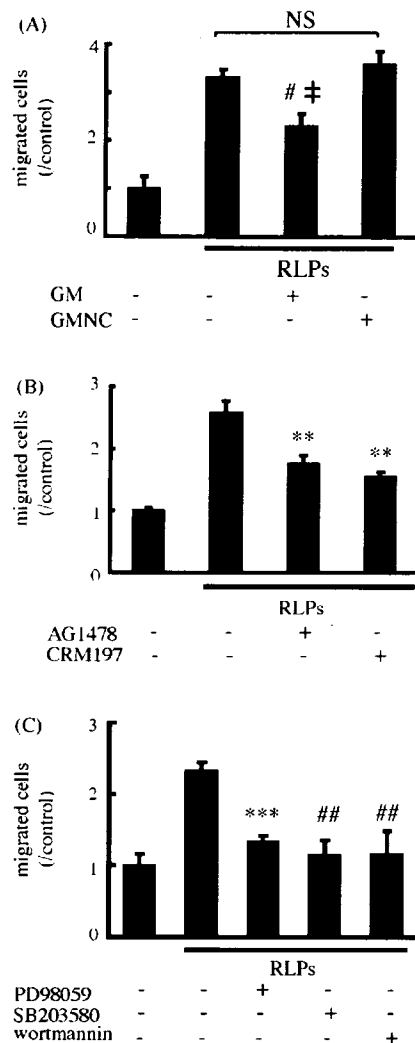 (A)
NS
4
# ‡
2
0
migrated cells
(/control)
RLPs
GM - - + -
GMNC - - - +
(B)
3
** **
2
1
0
migrated cells
(/control)
RLPs
AG1478 - - + -
CRM197 - - - +
(C)
3
*** ## ##
2
1
0
migrated cells
(/control)
RLPs
PD98059 - - + - -
SB203580 - - - + -
wortmannin - - - - +